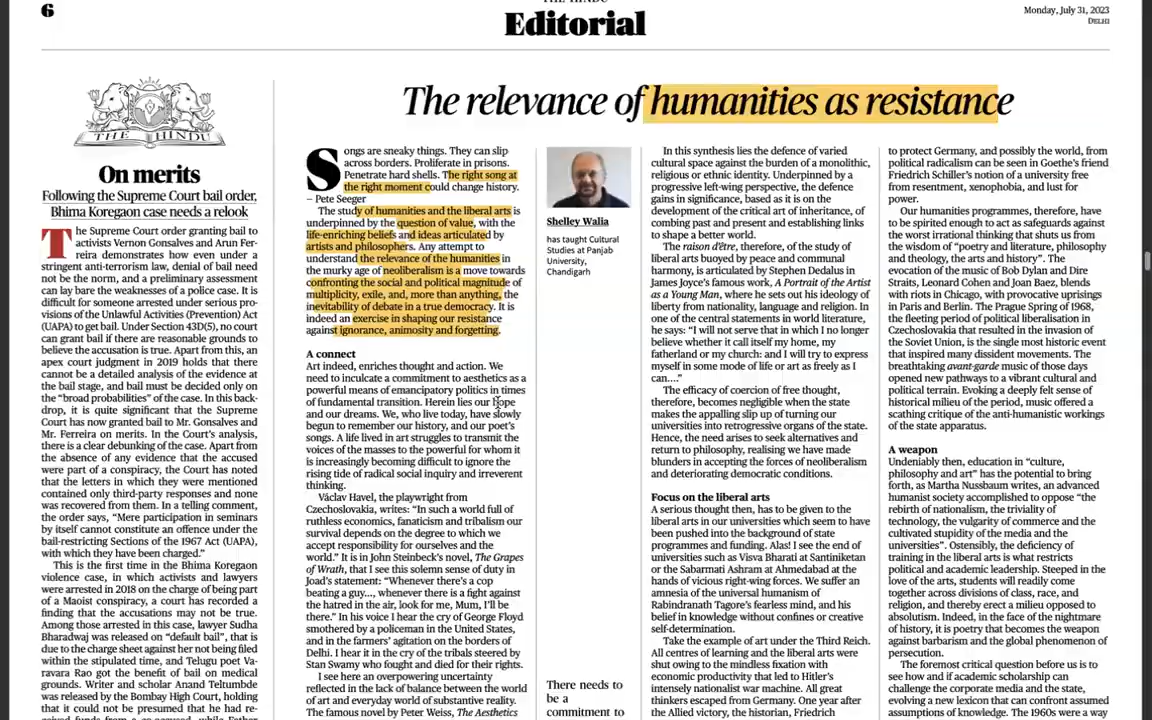 6
THE HINDU
Editorial
Monday, July 31, 2023
DELHI
THE HINDU
On merits
Following the Supreme Court bail order,
Bhima Koregaon case needs a relook
The Supreme Court order granting bail to
activists Vernon Gonsalves and Arun Fer-
reira demonstrates how even under a
stringent anti-terrorism law, denial of bail need
not be the norm, and a preliminary assessment
can lay bare the weaknesses of a police case. It is
difficult for someone arrested under serious pro-
visions of the Unlawful Activities (Prevention) Act
(UAPA) to get bail. Under Section 43D(5), no court
can grant bail if there are reasonable grounds to
believe the accusation is true. Apart from this, an
apex court judgment in 2019 holds that there
cannot be a detailed analysis of the evidence at
the bail stage, and bail must be decided only on
the “broad probabilities” of the case. In this back-
drop, it is quite significant that the Supreme
Court has now granted bail to Mr. Gonsalves and
Mr. Ferreira on merits. In the Court’s analysis,
there is a clear debunking of the case. Apart from
the absence of any evidence that the accused
were part of a conspiracy, the Court has noted
that the letters in which they were mentioned
contained only third-party responses and none
was recovered from them. In a telling comment,
the order says, “Mere participation in seminars
by itself cannot constitute an offence under the
bail-restricting Sections of the 1967 Act (UAPA),
with which they have been charged.”
This is the first time in the Bhima Koregaon
violence case, in which activists and lawyers
were arrested in 2018 on the charge of being part
of a Maoist conspiracy, a court has recorded a
finding that the accusations may not be true.
Among those arrested in this case, lawyer Sudha
Bharadwaj was released on “default bail”, that is
due to the charge sheet against her not being filed
within the stipulated time, and Telugu poet Va-
ravara Rao got the benefit of bail on medical
grounds. Writer and scholar Anand Teltumbde
was released by the Bombay High Court, holding
that it could not be presumed that he had re-
ceived funds from a co-accused, while Father
The relevance of humanities as resistance
Songs are sneaky things. They can slip
across borders. Proliferate in prisons.
Penetrate hard shells. The right song at
the right moment could change history.
– Pete Seeger
The study of humanities and the liberal arts is
underpinned by the question of value, with the
life-enriching beliefs and ideas articulated by
artists and philosophers. Any attempt to
understand the relevance of the humanities in
the murky age of neoliberalism is a move towards
confronting the social and political magnitude of
multiplicity, exile, and, more than anything, the
inevitability of debate in a true democracy. It is
indeed an exercise in shaping our resistance
against ignorance, animosity and forgetting.
A connect
Art indeed, enriches thought and action. We
need to inculcate a commitment to aesthetics as a
powerful means of emancipatory politics in times
of fundamental transition. Herein lies our hope
and our dreams. We, who live today, have slowly
begun to remember our history, and our poet’s
songs. A life lived in art struggles to transmit the
voices of the masses to the powerful for whom it
is increasingly becoming difficult to ignore the
rising tide of radical social inquiry and irreverent
thinking.
Václav Havel, the playwright from
Czechoslovakia, writes: “In such a world full of
ruthless economics, fanaticism and tribalism our
survival depends on the degree to which we
accept responsibility for ourselves and the
world.” It is in John Steinbeck’s novel, The Grapes
of Wrath, that I see this solemn sense of duty in
Joad’s statement: “Whenever there’s a cop
beating a guy..., whenever there is a fight against
the hatred in the air, look for me, Mum, I’ll be
there.” In his voice I hear the cry of George Floyd
smothered by a policeman in the United States,
and in the farmers’ agitation on the borders of
Delhi. I hear it in the cry of the tribals steered by
Stan Swamy who fought and died for their rights.
I see here an overpowering uncertainty
reflected in the lack of balance between the world
of art and everyday world of substantive reality.
The famous novel by Peter Weiss, The Aesthetics
Shelley Walia
has taught Cultural
Studies at Panjab
University,
Chandigarh
There needs to
be a
commitment to
In this synthesis lies the defence of varied
cultural space against the burden of a monolithic,
religious or ethnic identity. Underpinned by a
progressive left-wing perspective, the defence
gains in significance, based as it is on the
development of the critical art of inheritance, of
combing past and present and establishing links
to shape a better world.
The raison d’être, therefore, of the study of
liberal arts buoyed by peace and communal
harmony, is articulated by Stephen Dedalus in
James Joyce’s famous work, A Portrait of the Artist
as a Young Man, where he sets out his ideology of
liberty from nationality, language and religion. In
one of the central statements in world literature,
he says: “I will not serve that in which I no longer
believe whether it call itself my home, my
fatherland or my church: and I will try to express
myself in some mode of life or art as freely as I
can....”
The efficacy of coercion of free thought,
therefore, becomes negligible when the state
makes the appalling slip up of turning our
universities into retrogressive organs of the state.
Hence, the need arises to seek alternatives and
return to philosophy, realising we have made
blunders in accepting the forces of neoliberalism
and deteriorating democratic conditions.
Focus on the liberal arts
A serious thought then, has to be given to the
liberal arts in our universities which seem to have
been pushed into the background of state
programmes and funding. Alas! I see the end of
universities such as Visva Bharati at Santiniketan
or the Sabarmati Ashram at Ahmedabad at the
hands of vicious right-wing forces. We suffer an
amnesia of the universal humanism of
Rabindranath Tagore’s fearless mind, and his
belief in knowledge without confines or creative
self-determination.
Take the example of art under the Third Reich.
All centres of learning and the liberal arts were
shut owing to the mindless fixation with
economic productivity that led to Hitler’s
intensely nationalist war machine. All great
thinkers escaped from Germany. One year after
the Allied victory, the historian, Friedrich
to protect Germany, and possibly the world, from
political radicalism can be seen in Goethe’s friend
Friedrich Schiller’s notion of a university free
from resentment, xenophobia, and lust for
power.
Our humanities programmes, therefore, have
to be spirited enough to act as safeguards against
the worst irrational thinking that shuts us from
the wisdom of “poetry and literature, philosophy
and theology, the arts and history”. The
evocation of the music of Bob Dylan and Dire
Straits, Leonard Cohen and Joan Baez, blends
with riots in Chicago, with provocative uprisings
in Paris and Berlin. The Prague Spring of 1968,
the fleeting period of political liberalisation in
Czechoslovakia that resulted in the invasion of
the Soviet Union, is the single most historic event
that inspired many dissident movements. The
breathtaking avant-garde music of those days
opened new pathways to a vibrant cultural and
political terrain. Evoking a deeply felt sense of
historical milieu of the period, music offered a
scathing critique of the anti-humanistic workings
of the state apparatus.
A weapon
Undeniably then, education in “culture,
philosophy and art” has the potential to bring
forth, as Martha Nussbaum writes, an advanced
humanist society accomplished to oppose “the
rebirth of nationalism, the triviality of
technology, the vulgarity of commerce and the
cultivated stupidity of the media and the
universities”. Ostensibly, the deficiency of
training in the liberal arts is what restricts
political and academic leadership. Steeped in the
love of the arts, students will readily come
together across divisions of class, race, and
religion, and thereby erect a milieu opposed to
absolutism. Indeed, in the face of the nightmare
of history, it is poetry that becomes the weapon
against barbarism and the global phenomenon of
persecution.
The foremost critical question before us is to
see how and if academic scholarship can
challenge the corporate media and the state,
evolving a new lexicon that can confront assumed
assumptions of knowledge. The 1960s were a way